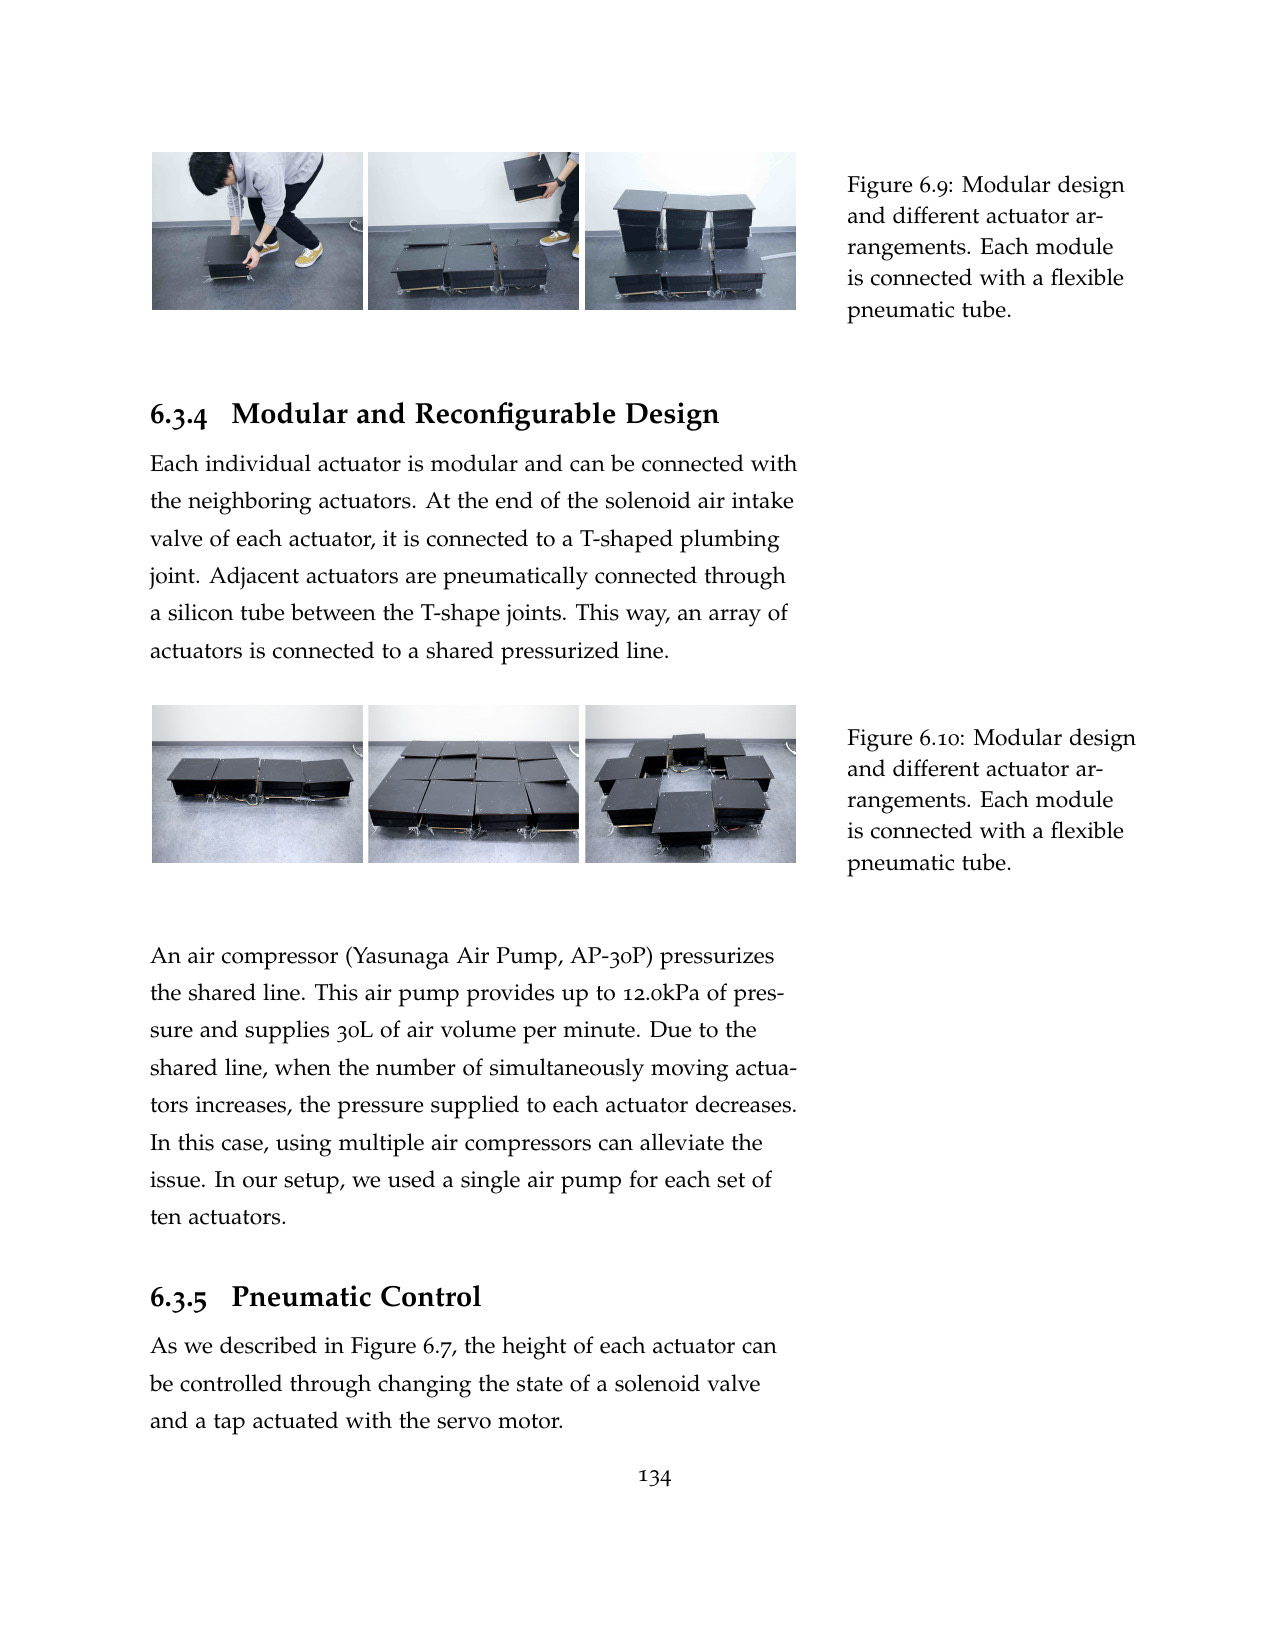 Figure 6.9: Modular design
and different actuator ar-
rangements. Each module
is connected with a flexible
pneumatic tube.
6.3.4 Modular and Reconfigurable Design
Each individual actuator is modular and can be connected with
the neighboring actuators. At the end of the solenoid air intake
valve of each actuator, it is connected to a T-shaped plumbing
joint. Adjacent actuators are pneumatically connected through
a silicon tube between the T-shape joints. This way, an array of
actuators is connected to a shared pressurized line.
Figure 6.10: Modular design
and different actuator ar-
rangements. Each module
is connected with a flexible
pneumatic tube.
An air compressor (Yasunaga Air Pump, AP-30P) pressurizes
the shared line. This air pump provides up to 12.0kPa of pres-
sure and supplies 30L of air volume per minute. Due to the
shared line, when the number of simultaneously moving actua-
tors increases, the pressure supplied to each actuator decreases.
In this case, using multiple air compressors can alleviate the
issue. In our setup, we used a single air pump for each set of
ten actuators.
6.3.5 Pneumatic Control
As we described in Figure 6.7, the height of each actuator can
be controlled through changing the state of a solenoid valve
and a tap actuated with the servo motor.
134